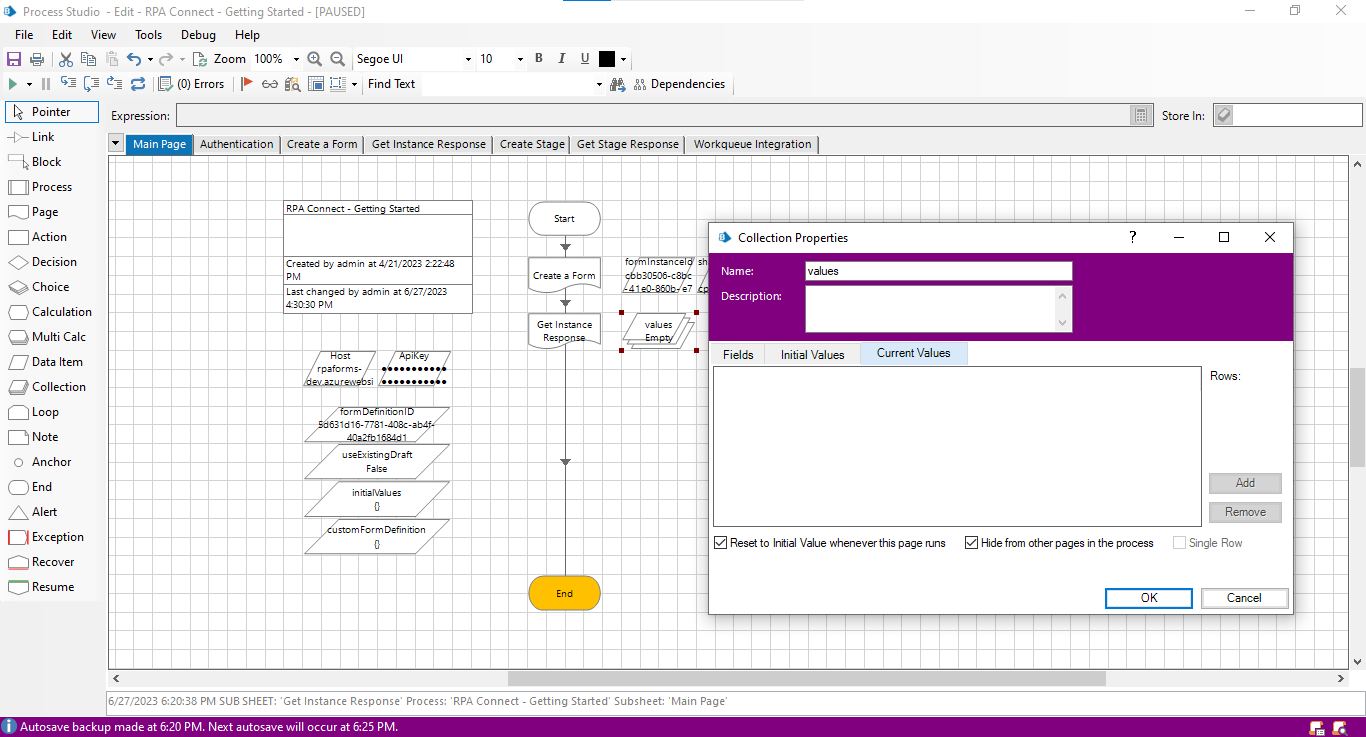 Process Studio - Edit - RPA Connect - Getting Started - [PAUSED]
File Edit View Tools Debug Help
Zoom 100% Segoe UI 10 B I U
(0) Errors Find Text Dependencies
Pointer
Link
Block
Process
Page
Action
Decision
Choice
Calculation
Multi Calc
Data Item
Collection
Loop
Note
Anchor
End
Alert
Exception
Recover
Resume
Expression: Store In:
Main Page Authentication Create a Form Get Instance Response Create Stage Get Stage Response Workqueue Integration
RPA Connect - Getting Started
Created by admin at 4/21/2023 2:22:48
PM
Last changed by admin at 6/27/2023
4:30:30 PM
Host
rpaforms-
dev.azurewebsi
ApiKey
●●●●●●●●●●●
●●●●●●●●●●●
formDefinitionID
5d631d16-7781-408c-ab4f-
40a2fb1684d1
useExistingDraft
False
initialValues
{}
customFormDefinition
{}
Start
Create a Form
Get Instance
Response
End
formInstanceId
cbb30506-c8bc
-41e0-860b-e7
sh
cp
values
Empty
Collection Properties
?
Name: values
Description:
Fields Initial Values Current Values
Rows:
Add
Remove
Reset to Initial Value whenever this page runs Hide from other pages in the process Single Row
OK Cancel
6/27/2023 6:20:38 PM SUB SHEET: 'Get Instance Response' Process: 'RPA Connect - Getting Started' Subsheet: 'Main Page'
Autosave backup made at 6:20 PM. Next autosave will occur at 6:25 PM.